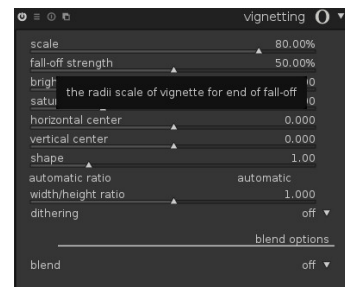 vignetting
scale 80.00%
fall-off strength 50.00%
the radii scale of vignette for end of fall-off
horizontal center 0.000
vertical center 0.000
shape 1.00
automatic ratio automatic
width/height ratio 1.000
dithering off
blend options
blend off